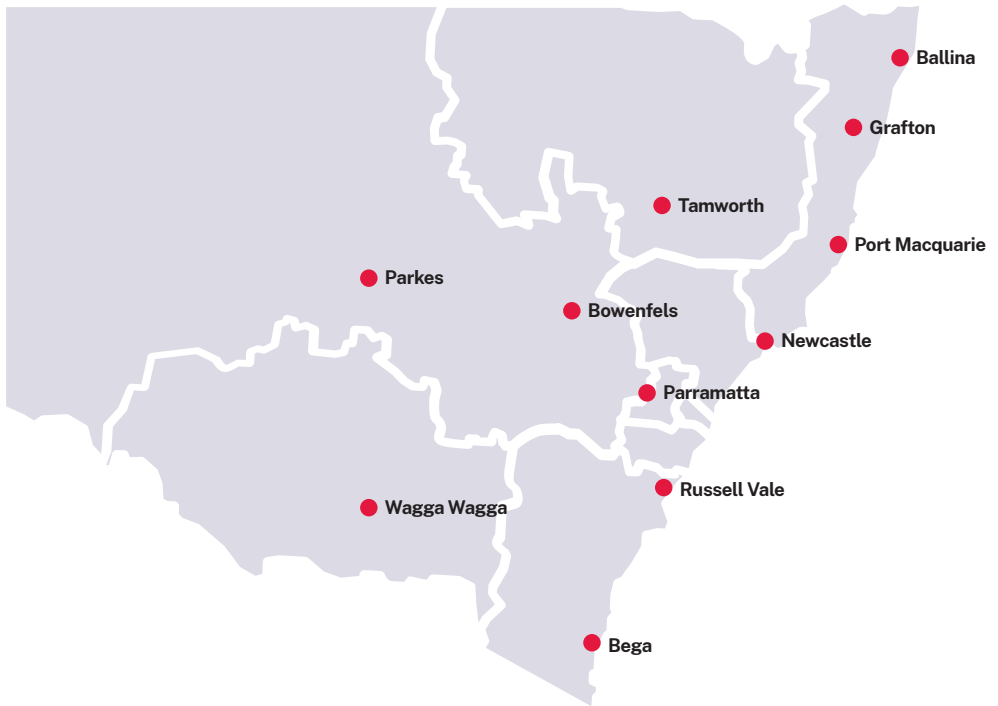 Ballina
Grafton
Tamworth
Port Macquarie
Parkes
Bowenfels
Newcastle
Parramatta
Russell Vale
Wagga Wagga
Bega